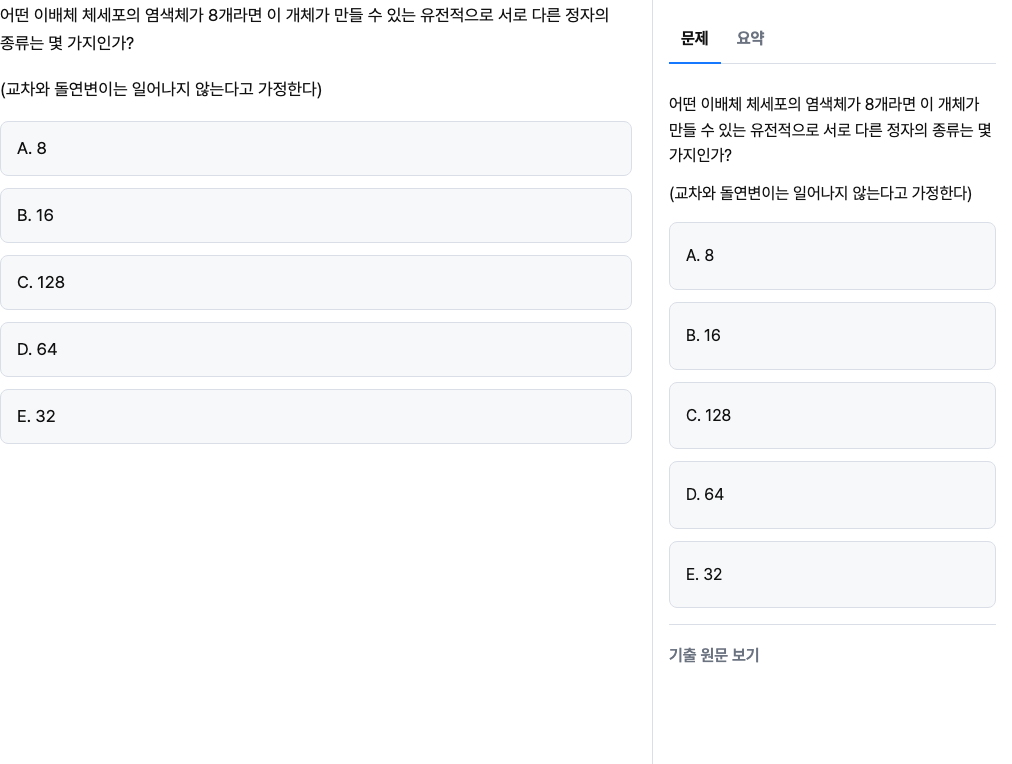 어떤 이배체 체세포의 염색체가 8개라면 이 개체가 만들 수 있는 유전적으로 서로 다른 정자의
종류는 몇 가지인가?
(교차와 돌연변이는 일어나지 않는다고 가정한다)
A. 8
B. 16
C. 128
D. 64
E. 32
문제 요약
어떤 이배체 체세포의 염색체가 8개라면 이 개체가
만들 수 있는 유전적으로 서로 다른 정자의 종류는 몇
가지인가?
(교차와 돌연변이는 일어나지 않는다고 가정한다)
A. 8
B. 16
C. 128
D. 64
E. 32
기출 원문 보기